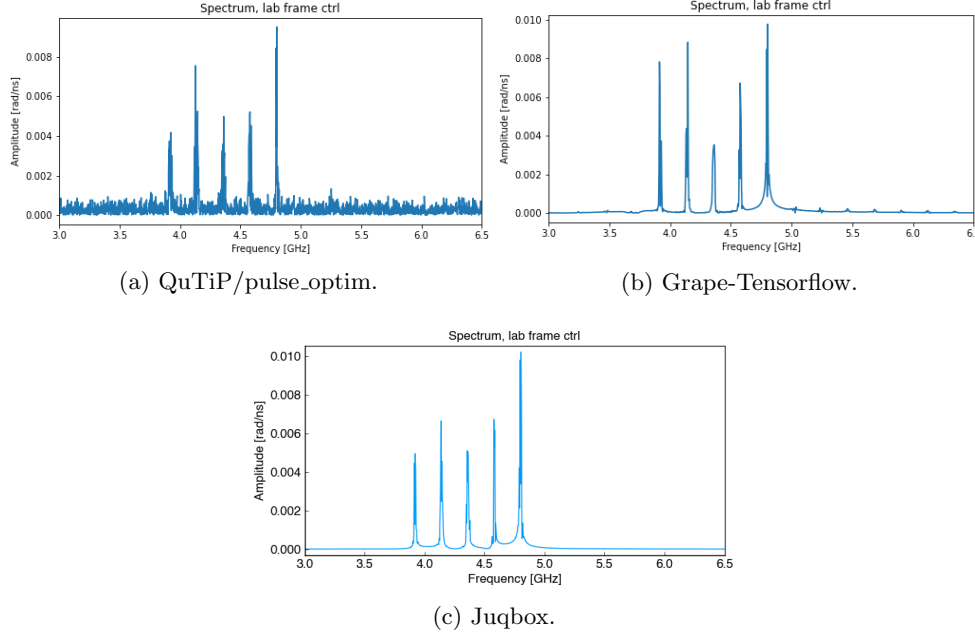 Spectrum, lab frame ctrl
Amplitude [rad/ns]
0.008
0.006
0.004
0.002
0.000
3.0 3.5 4.0 4.5 5.0 5.5 6.0 6.5
Frequency [GHz]
(a) QuTiP/pulse_optim.
Spectrum, lab frame ctrl
Amplitude [rad/ns]
0.010
0.008
0.006
0.004
0.002
0.000
3.0 3.5 4.0 4.5 5.0 5.5 6.0 6.5
Frequency [GHz]
(b) Grape-Tensorflow.
Spectrum, lab frame ctrl
Amplitude [rad/ns]
0.010
0.008
0.006
0.004
0.002
0.000
3.0 3.5 4.0 4.5 5.0 5.5 6.0 6.5
Frequency [GHz]
(c) Juqbox.